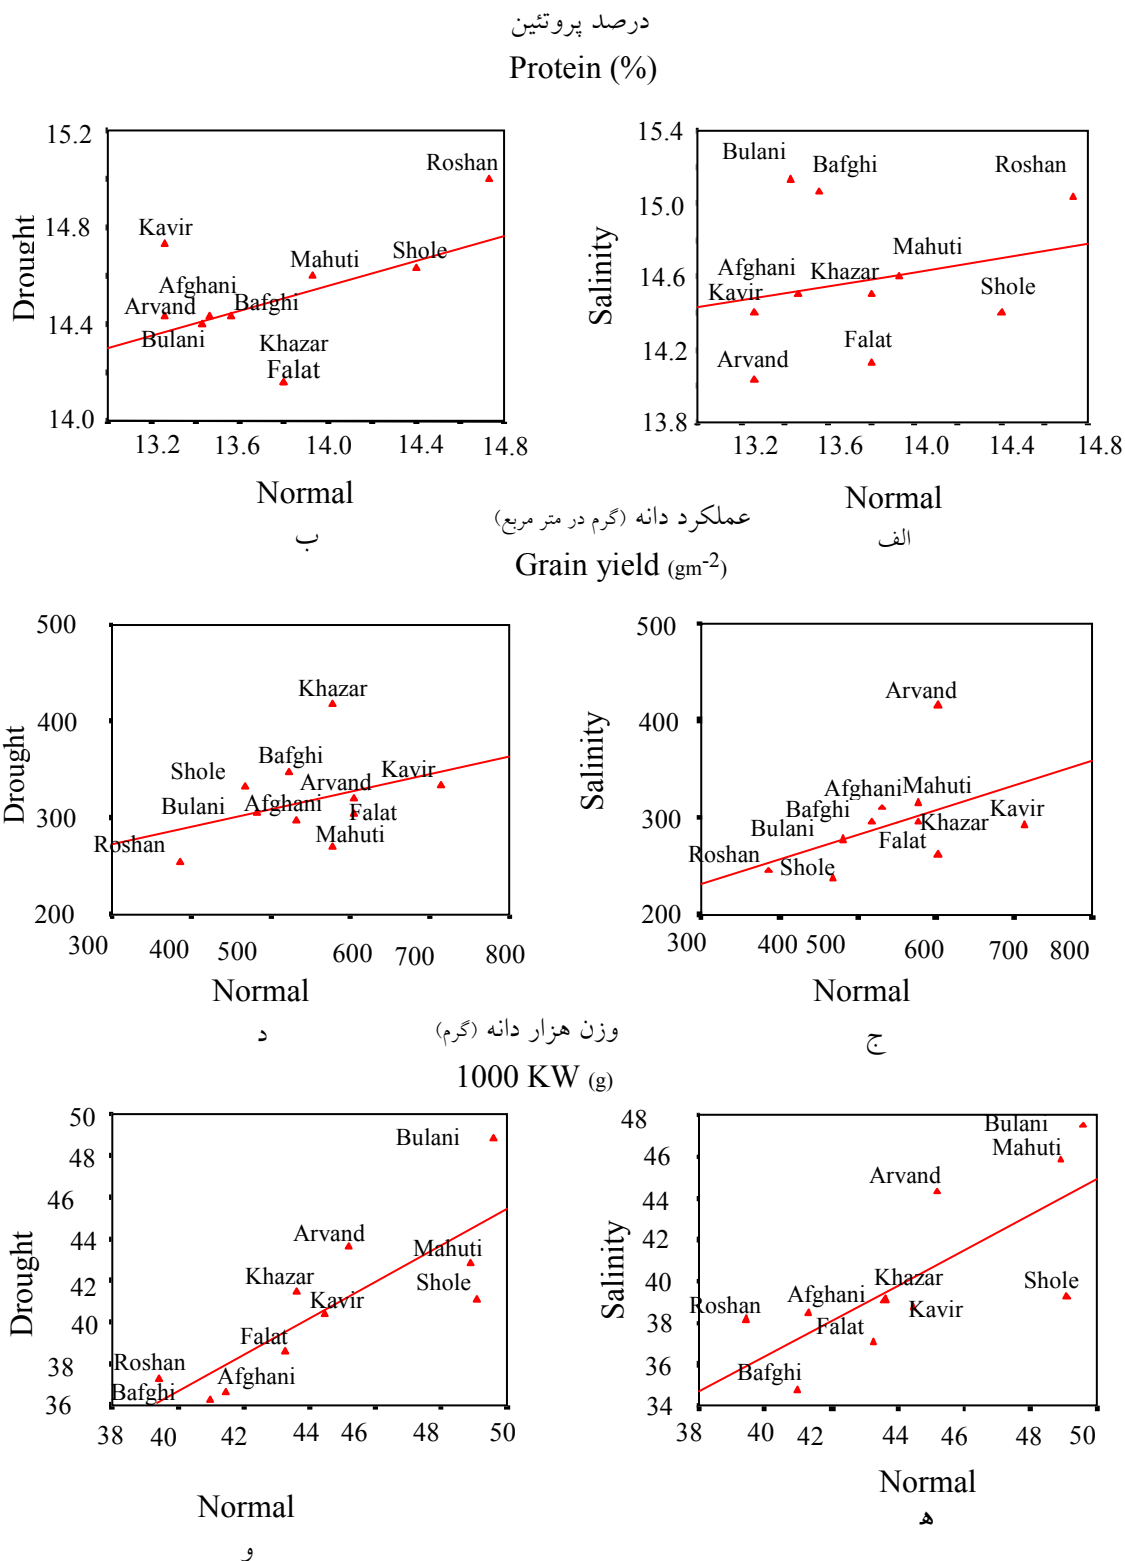 درصد پروتئین
Protein (%)
15.2
14.8
14.4
14.0
Drought
Roshan
Kavir
Mahuti
Shole
Afghani
Arvand
Bafghi
Bulani
Khazar
Falat
13.2 13.6 14.0 14.4 14.8
Normal
ب
15.4
15.0
14.6
14.2
13.8
Salinity
Bulani
Bafghi
Roshan
Mahuti
Afghani
Khazar
Kavir
Shole
Falat
Arvand
13.2 13.6 14.0 14.4 14.8
Normal
الف
عملکرد دانه (گرم در متر مربع)
Grain yield (gm-2)
500
400
300
200
Drought
Khazar
Bafghi
Shole
Arvand
Kavir
Bulani
Afghani
Falat
Mahuti
Roshan
300 400 500 600 700 800
Normal
د
500
400
300
200
Salinity
Arvand
Afghani
Mahuti
Bafghi
Kavir
Bulani
Khazar
Falat
Roshan
Shole
300 400 500 600 700 800
Normal
ج
وزن هزار دانه (گرم)
1000 KW (g)
50
48
46
44
42
40
38
36
Drought
Bulani
Arvand
Mahuti
Khazar
Shole
Kavir
Falat
Roshan
Afghani
Bafghi
38 40 42 44 46 48 50
Normal
و
48
46
44
42
40
38
36
34
Salinity
Bulani
Mahuti
Arvand
Khazar
Shole
Afghani
Roshan
Kavir
Falat
Bafghi
38 40 42 44 46 48 50
Normal
ه